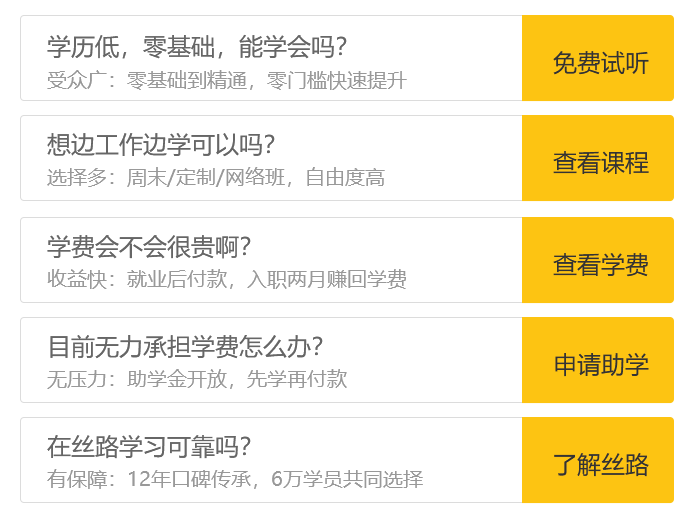 学历低，零基础，能学会吗？
受众广：零基础到精通，零门槛快速提升
免费试听
想边工作边学可以吗？
选择多：周末/定制/网络班，自由度高
查看课程
学费会不会很贵啊？
收益快：就业后付款，入职两月赚回学费
查看学费
目前无力承担学费怎么办？
无压力：助学金开放，先学再付款
申请助学
在丝路学习可靠吗？
有保障：12年口碑传承，6万学员共同选择
了解丝路